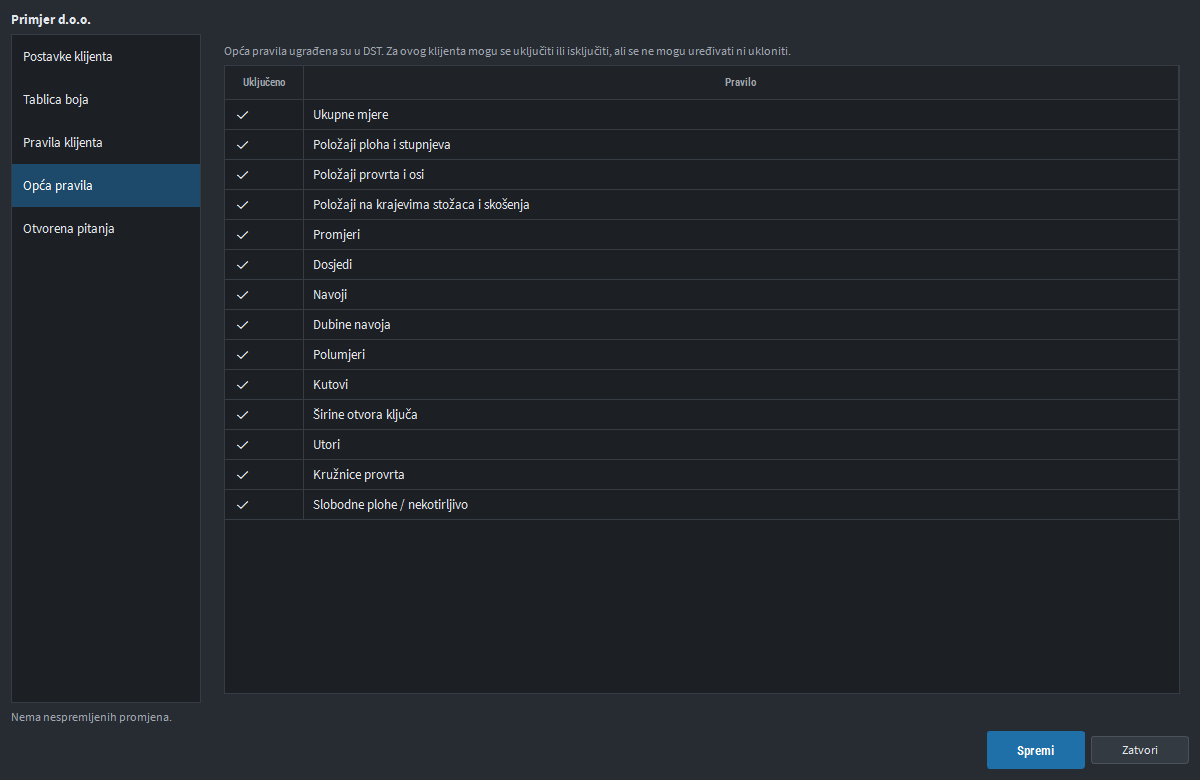 Primjer d.o.o.
Postavke klijenta
Tablica boja
Pravila klijenta
Opća pravila
Otvorena pitanja
Nema nespremljenih promjena.
Opća pravila ugrađena su u DST. Za ovog klijenta mogu se uključiti ili isključiti, ali se ne mogu uređivati ni ukloniti.
Uključeno Pravilo
Ukupne mjere
Položaji ploha i stupnjeva
Položaji provrta i osi
Položaji na krajevima stožaca i skošenja
Promjeri
Dosjedi
Navoji
Dubine navoja
Polumjeri
Kutovi
Širine otvora ključa
Utori
Kružnice provrta
Slobodne plohe / nekotirljivo
Spremi Zatvori